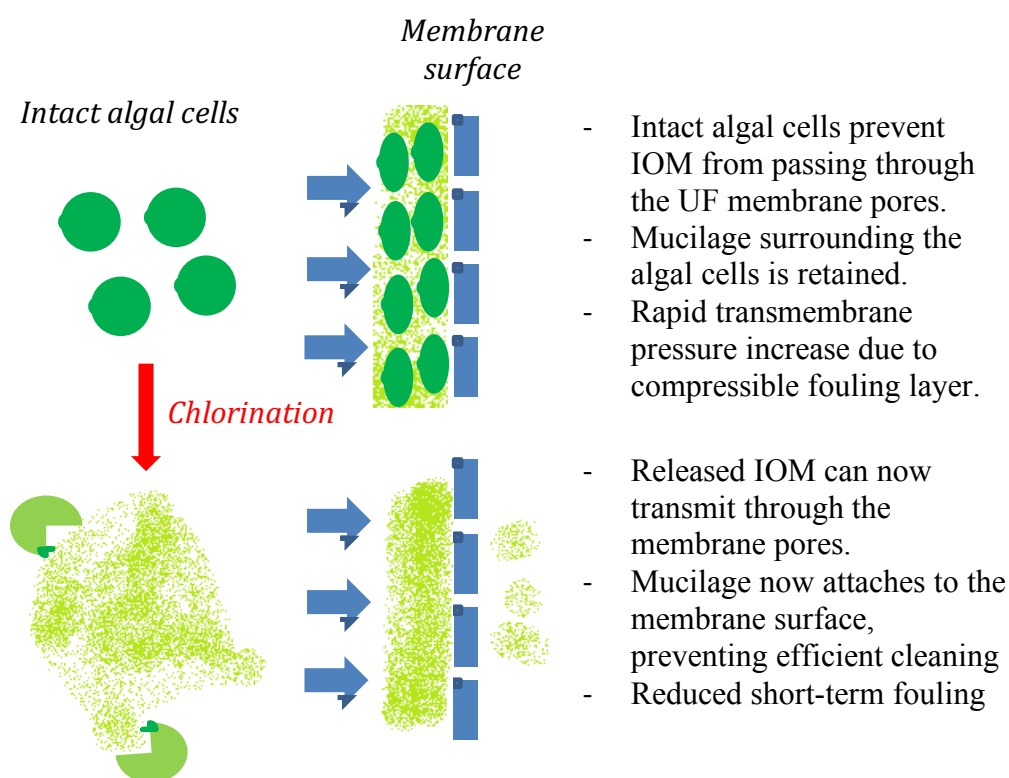 Membrane
surface
Intact algal cells
- Intact algal cells prevent
IOM from passing through
the UF membrane pores.
- Mucilage surrounding the
algal cells is retained.
- Rapid transmembrane
pressure increase due to
compressible fouling layer.
Chlorination
- Released IOM can now
transmit through the
membrane pores.
- Mucilage now attaches to the
membrane surface,
preventing efficient cleaning
- Reduced short-term fouling